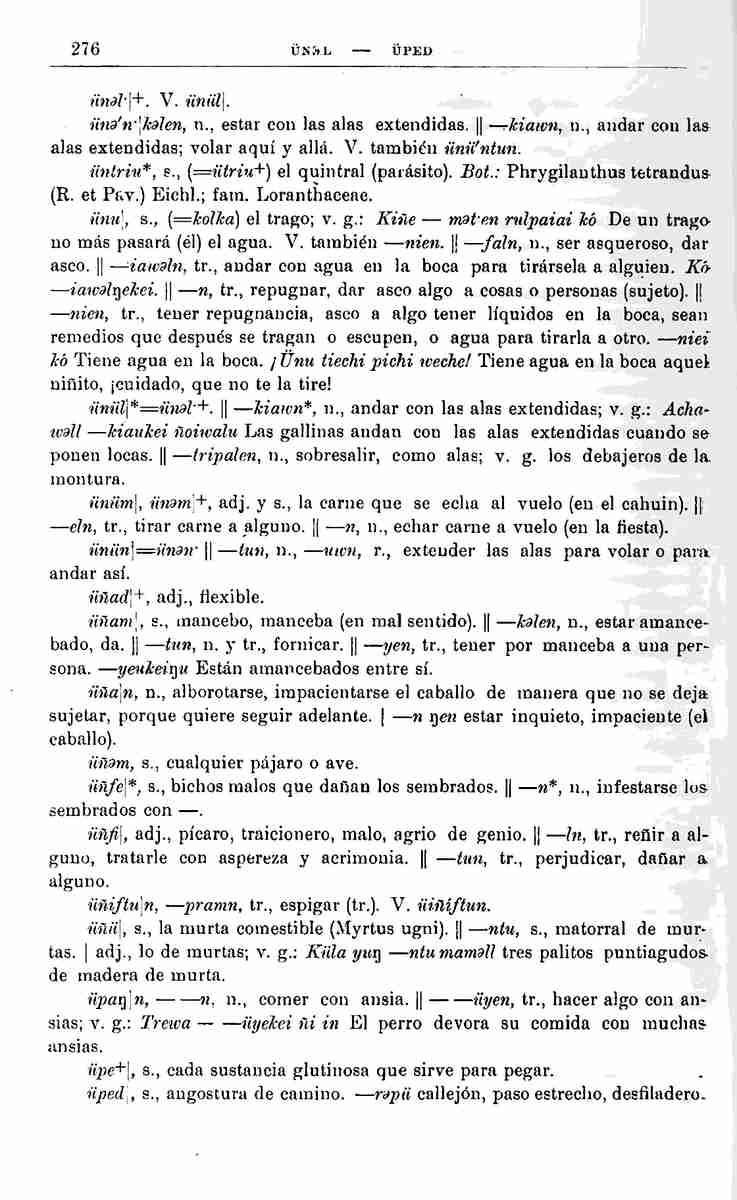 276 ÜNƏL — ÜPED
ünəl·|+. V. ünül|.
ünə'n·|kəlen, n., estar con las alas extendidas. || —kiawn, n., andar con las
alas extendidas; volar aquí y allá. V. también ünü'ntun.
üntriu*, s., (=ütriu+) el quintral (parásito). Bot.: Phrygilanthus tetrandus
(R. et Pav.) Eichl.; fam. Loranthaceae.
ünu|, s., (=kolka) el trago; v. g.: Kiñe — mət·en rulpaiai kó De un trago
no más pasará (él) el agua. V. también —nien. || —faln, n., ser asqueroso, dar
asco. || —iawəln, tr., andar con agua en la boca para tirársela a alguien. Kó
—iawəlŋekei. || —n, tr., repugnar, dar asco algo a cosas o personas (sujeto). ||
—nien, tr., tener repugnancia, asco a algo tener líquidos en la boca, sean
remedios que después se tragan o escupen, o agua para tirarla a otro. —niei
kó Tiene agua en la boca. ¡Ünu tiechi pichi weche! Tiene agua en la boca aquel
niñito, ¡cuidado, que no te la tire!
ünül|*=ünəl·+. || —kiawn*, n., andar con las alas extendidas; v. g.: Acha-
wəll —kiaukei ñoiwalu Las gallinas andan con las alas extendidas cuando se
ponen locas. || —tripalen, n., sobresalir, como alas; v. g. los debajeros de la
montura.
ünüm|, ünəm|+, adj. y s., la carne que se echa al vuelo (en el cahuin). ||
—eln, tr., tirar carne a alguno. || —n, n., echar carne a vuelo (en la fiesta).
ünün|=ünən· || —tun, n., —uwn, r., extender las alas para volar o para
andar así.
üñad|+, adj., flexible.
üñam|, s., mancebo, manceba (en mal sentido). || —kəlen, n., estar amance-
bado, da. || —tun, n. y tr., fornicar. || —yen, tr., tener por manceba a una per-
sona. —yeukeiŋu Están amancebados entre sí.
üña|n, n., alborotarse, impacientarse el caballo de manera que no se deja
sujetar, porque quiere seguir adelante. | —n ŋen estar inquieto, impaciente (el
caballo).
üñəm, s., cualquier pájaro o ave.
üñfe|*, s., bichos malos que dañan los sembrados. || —n*, n., infestarse los
sembrados con —.
üñfi|, adj., pícaro, traicionero, malo, agrio de genio. || —ln, tr., reñir a al-
guno, tratarle con aspereza y acrimonia. || —tun, tr., perjudicar, dañar a
alguno.
üñiftu|n, —pramn, tr., espigar (tr.). V. üiñíftun.
üñü|, s., la murta comestible (Myrtus ugni). || —ntu, s., matorral de mur-
tas. | adj., lo de murtas; v. g.: Küla yuŋ —ntu maməll tres palitos puntiagudos
de madera de murta.
üpaŋ|n, — —n, n., comer con ansia. || — —üyen, tr., hacer algo con an-
sias; v. g.: Trewa — —üyekei ñi in El perro devora su comida con muchas
ansias.
üpe+|, s., cada sustancia glutinosa que sirve para pegar.
üped|, s., angostura de camino. —rəpü callejón, paso estrecho, desfiladero.